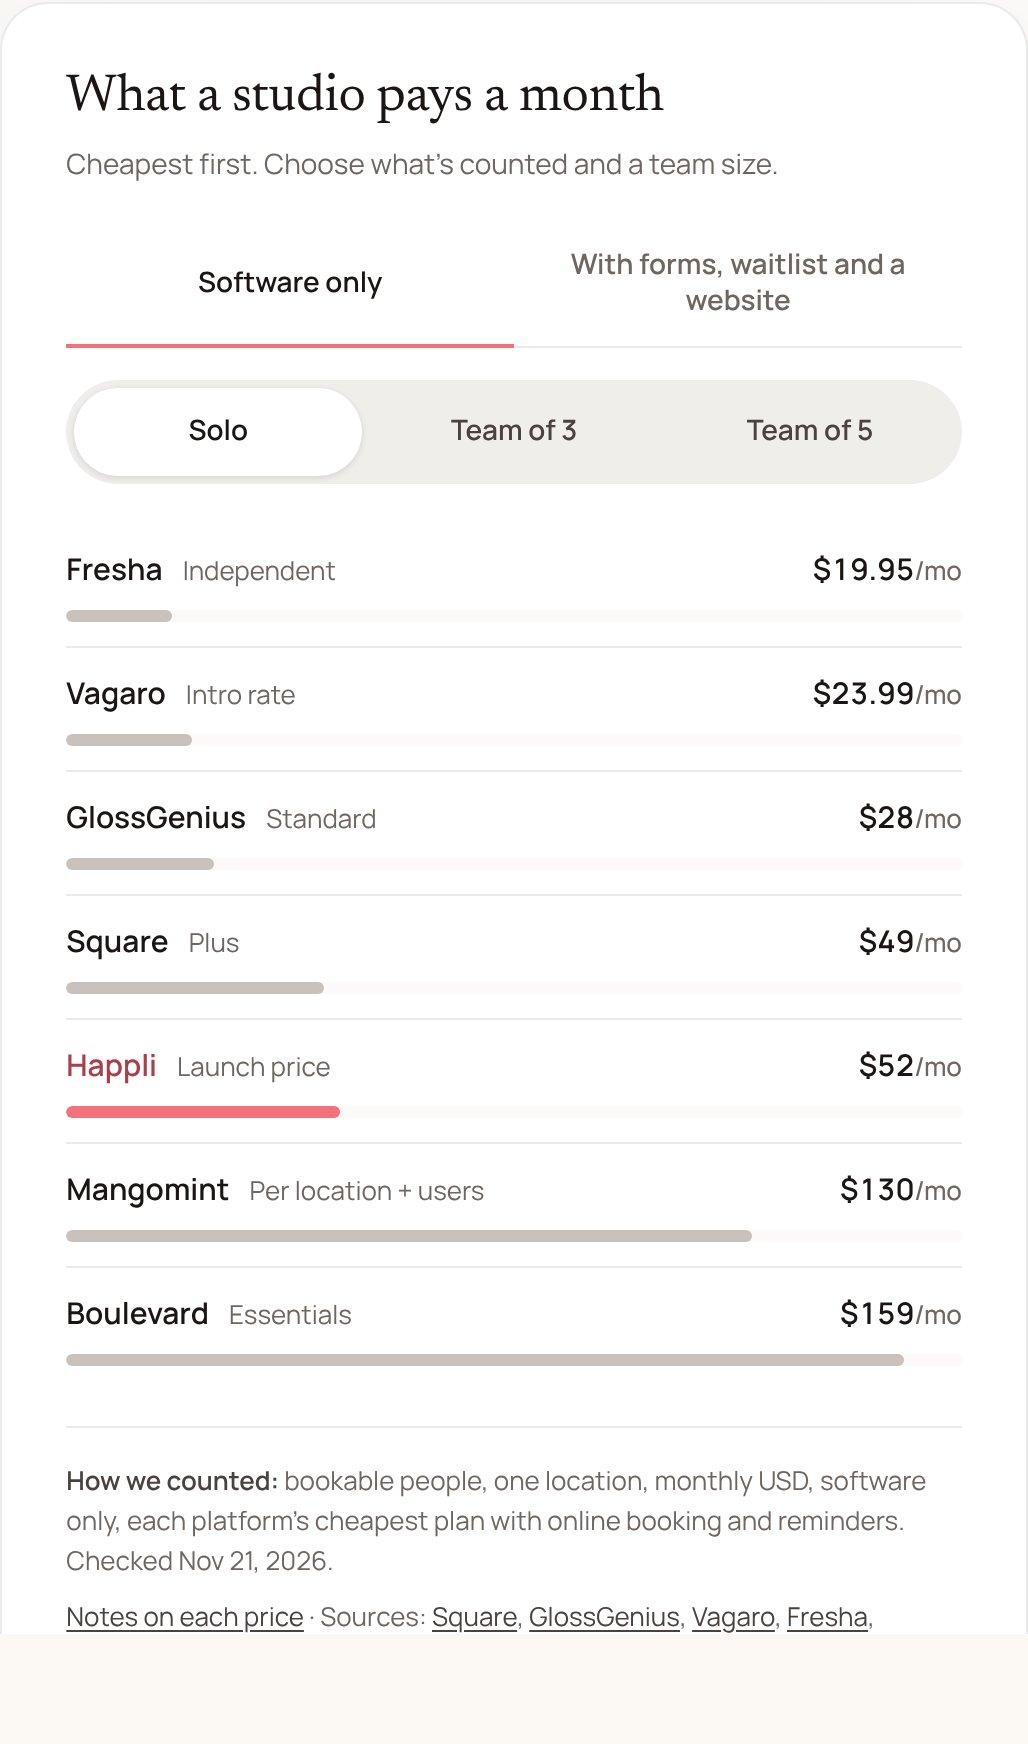 What a studio pays a month
Cheapest first. Choose what's counted and a team size.
Software only
With forms, waitlist and a
website
Solo
Team of 3
Team of 5
Fresha Independent $19.95/mo
Vagaro Intro rate $23.99/mo
GlossGenius Standard $28/mo
Square Plus $49/mo
Happli Launch price $52/mo
Mangomint Per location + users $130/mo
Boulevard Essentials $159/mo
How we counted: bookable people, one location, monthly USD, software
only, each platform's cheapest plan with online booking and reminders.
Checked Nov 21, 2026.
Notes on each price · Sources: Square, GlossGenius, Vagaro, Fresha,